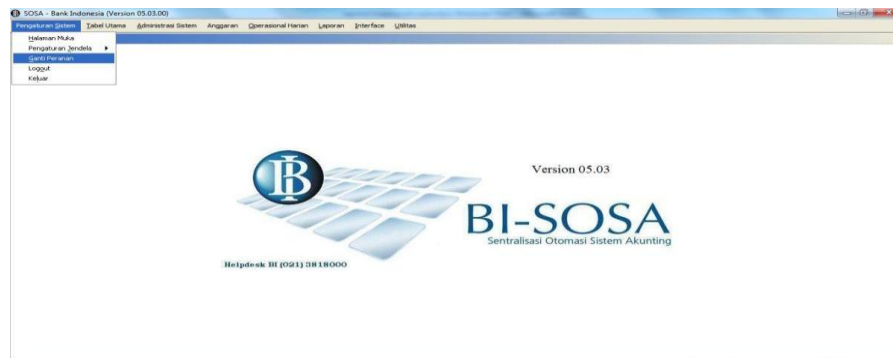 SOSA - Bank Indonesia (Version 05.03.00)
Pengaturan Sistem Tabel Utama Administrasi Sistem Anggaran Operasional Harian Laporan Interface Utilitas
Halaman Muka
Pengaturan Jendela
Ganti Peranan
Logout
Keluar
Version 05.03
BI-SOSA
Sentralisasi Otomasi Sistem Akunting
Helpdesk BI (021) 3818000